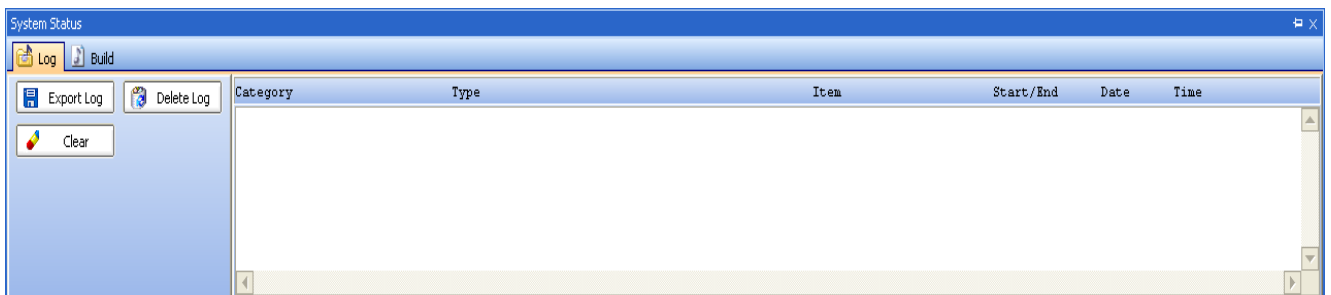 System Status
Log Build
Export Log Delete Log Category Type Item Start/End Date Time
Clear